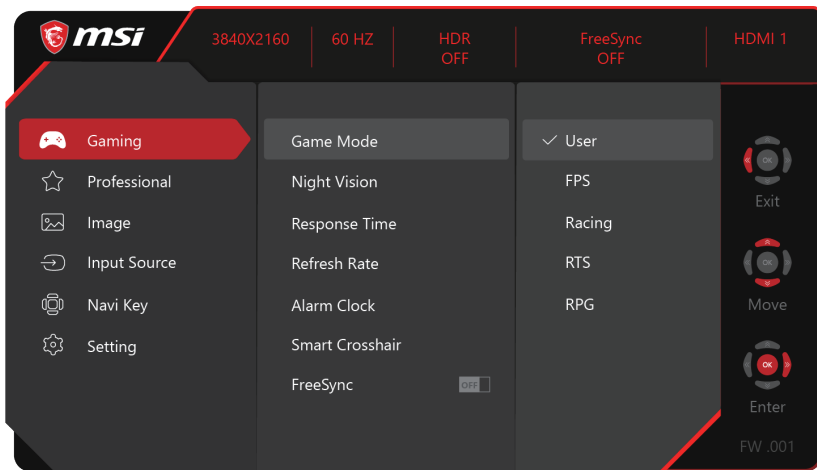 msi
3840X2160
60 HZ
HDR
OFF
FreeSync
OFF
HDMI 1
Gaming
Professional
Image
Input Source
Navi Key
Setting
Game Mode
Night Vision
Response Time
Refresh Rate
Alarm Clock
Smart Crosshair
FreeSync
OFF
User
FPS
Racing
RTS
RPG
OK
Exit
OK
Move
OK
Enter
FW .001